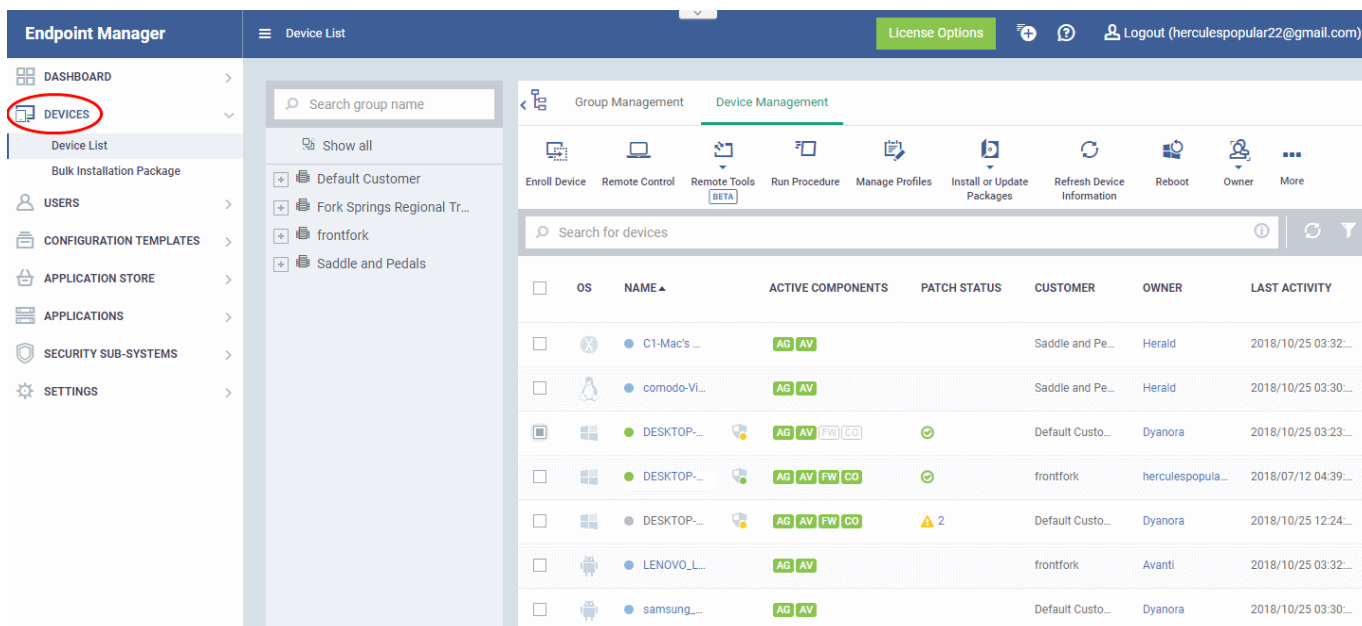 Endpoint Manager
Device List
License Options
Logout (herculespopular22@gmail.com)
DASHBOARD
DEVICES
Device List
Bulk Installation Package
USERS
CONFIGURATION TEMPLATES
APPLICATION STORE
APPLICATIONS
SECURITY SUB-SYSTEMS
SETTINGS
Search group name
Show all
Default Customer
Fork Springs Regional Tr...
frontfork
Saddle and Pedals
Group Management Device Management
Enroll Device Remote Control Remote Tools BETA Run Procedure Manage Profiles Install or Update Packages Refresh Device Information Reboot Owner More
Search for devices
OS NAME ACTIVE COMPONENTS PATCH STATUS CUSTOMER OWNER LAST ACTIVITY
X C1-Mac's ... AG AV Saddle and Pe... Herald 2018/10/25 03:32:...
comodo-Vi... AG AV Saddle and Pe... Herald 2018/10/25 03:30:...
DESKTOP-... AG AV FW CO Default Custo... Dyanora 2018/10/25 03:23:...
DESKTOP-... AG AV FW CO frontfork herculespopula... 2018/07/12 04:39:...
DESKTOP-... AG AV FW CO 2 Default Custo... Dyanora 2018/10/25 12:24:...
LENOVO_L... AG AV frontfork Avanti 2018/10/25 03:32:...
samsung_... AG AV Default Custo... Dyanora 2018/10/25 03:30:...